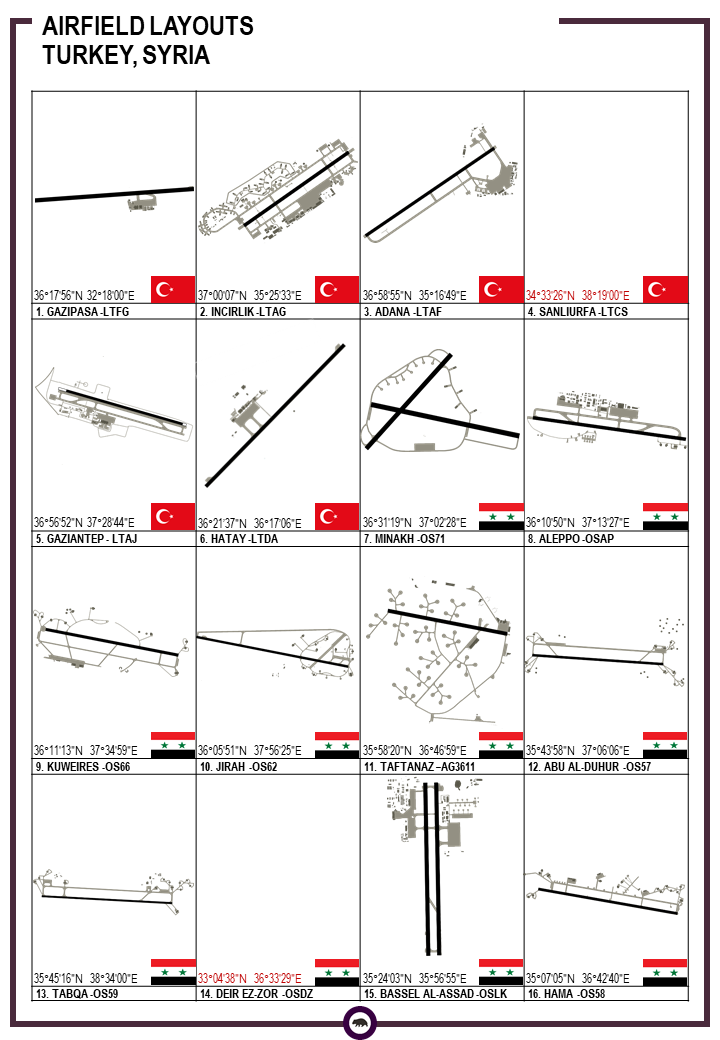 AIRFIELD LAYOUTS
TURKEY, SYRIA
36°17'56"N 32°18'00"E
1. GAZIPASA -LTFG
37°00'07"N 35°25'33"E
2. INCIRLIK -LTAG
36°58'55"N 35°16'49"E
3. ADANA -LTAF
34°33'26"N 38°19'00"E
4. SANLIURFA -LTCS
36°56'52"N 37°28'44"E
5. GAZIANTEP - LTAJ
36°21'37"N 36°17'06"E
6. HATAY -LTDA
36°31'19"N 37°02'28"E
7. MINAKH -OS71
36°10'50"N 37°13'27"E
8. ALEPPO -OSAP
36°11'13"N 37°34'59"E
9. KUWEIRES -OS66
36°05'51"N 37°56'25"E
10. JIRAH -OS62
35°58'20"N 36°46'59"E
11. TAFTANAZ –AG3611
35°43'58"N 37°06'06"E
12. ABU AL-DUHUR -OS57
35°45'16"N 38°34'00"E
13. TABQA -OS59
33°04'38"N 36°33'29"E
14. DEIR EZ-ZOR -OSDZ
35°24'03"N 35°56'55"E
15. BASSEL AL-ASSAD -OSLK
35°07'05"N 36°42'40"E
16. HAMA -OS58